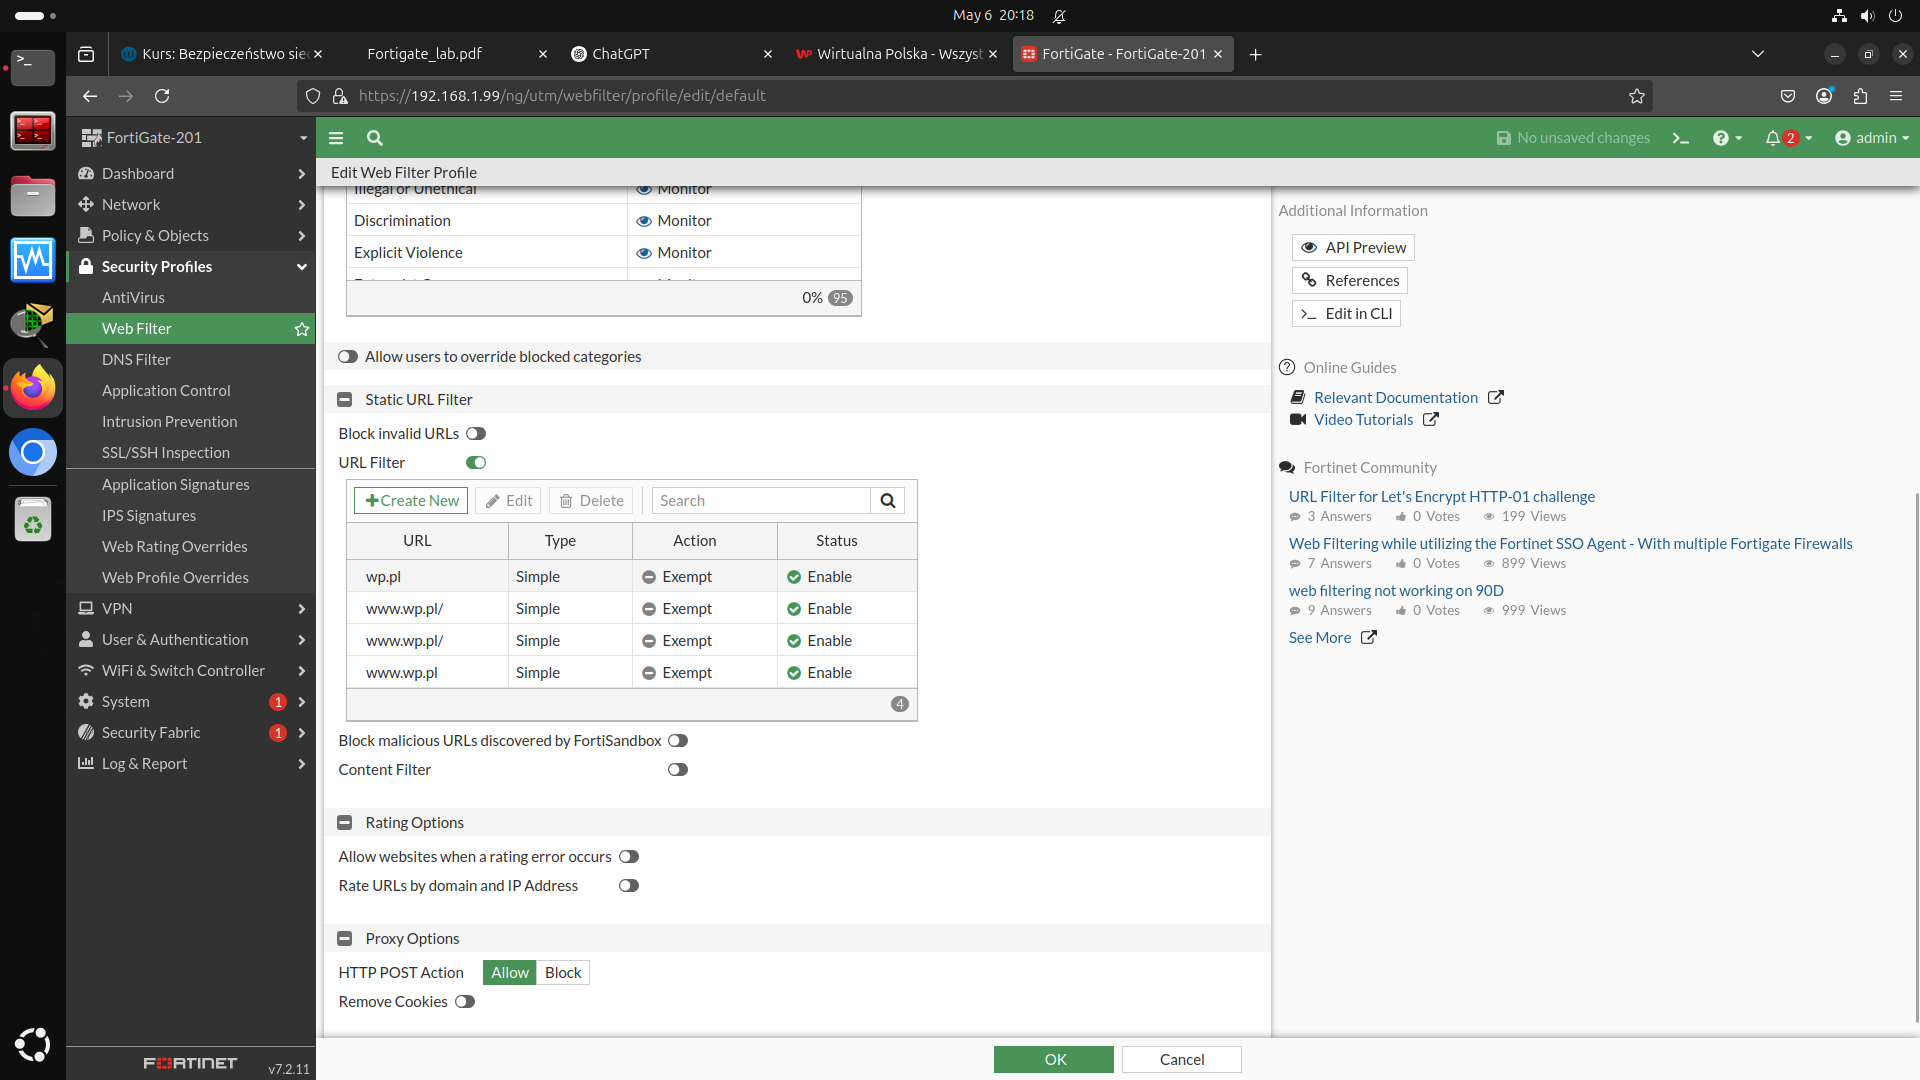 May 6 20:18
Kurs: Bezpieczeństwo sie
Fortigate_lab.pdf
ChatGPT
Wirtualna Polska - Wszyst
FortiGate - FortiGate-201
https://192.168.1.99/ng/utm/webfilter/profile/edit/default
FortiGate-201
No unsaved changes
2
admin
Edit Web Filter Profile
Dashboard
Network
Policy & Objects
Security Profiles
AntiVirus
Web Filter
DNS Filter
Application Control
Intrusion Prevention
SSL/SSH Inspection
Application Signatures
IPS Signatures
Web Rating Overrides
Web Profile Overrides
VPN
User & Authentication
WiFi & Switch Controller
System 1
Security Fabric 1
Log & Report
FORTINET v7.2.11
Illegal or Unethical Monitor
Discrimination Monitor
Explicit Violence Monitor
0% 95
Allow users to override blocked categories
Static URL Filter
Block invalid URLs
URL Filter
Create New Edit Delete Search
URL Type Action Status
wp.pl Simple Exempt Enable
www.wp.pl/ Simple Exempt Enable
www.wp.pl/ Simple Exempt Enable
www.wp.pl Simple Exempt Enable
4
Block malicious URLs discovered by FortiSandbox
Content Filter
Rating Options
Allow websites when a rating error occurs
Rate URLs by domain and IP Address
Proxy Options
HTTP POST Action Allow Block
Remove Cookies
OK Cancel
Additional Information
API Preview
References
Edit in CLI
Online Guides
Relevant Documentation
Video Tutorials
Fortinet Community
URL Filter for Let's Encrypt HTTP-01 challenge
3 Answers 0 Votes 199 Views
Web Filtering while utilizing the Fortinet SSO Agent - With multiple Fortigate Firewalls
7 Answers 0 Votes 899 Views
web filtering not working on 90D
9 Answers 0 Votes 999 Views
See More